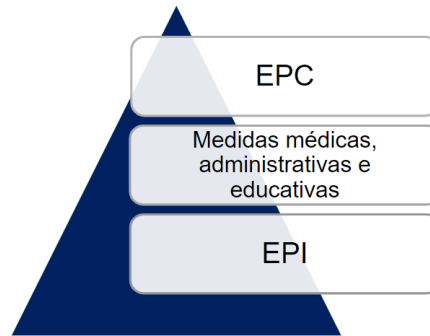 EPC
Medidas médicas,
administrativas e
educativas
EPI